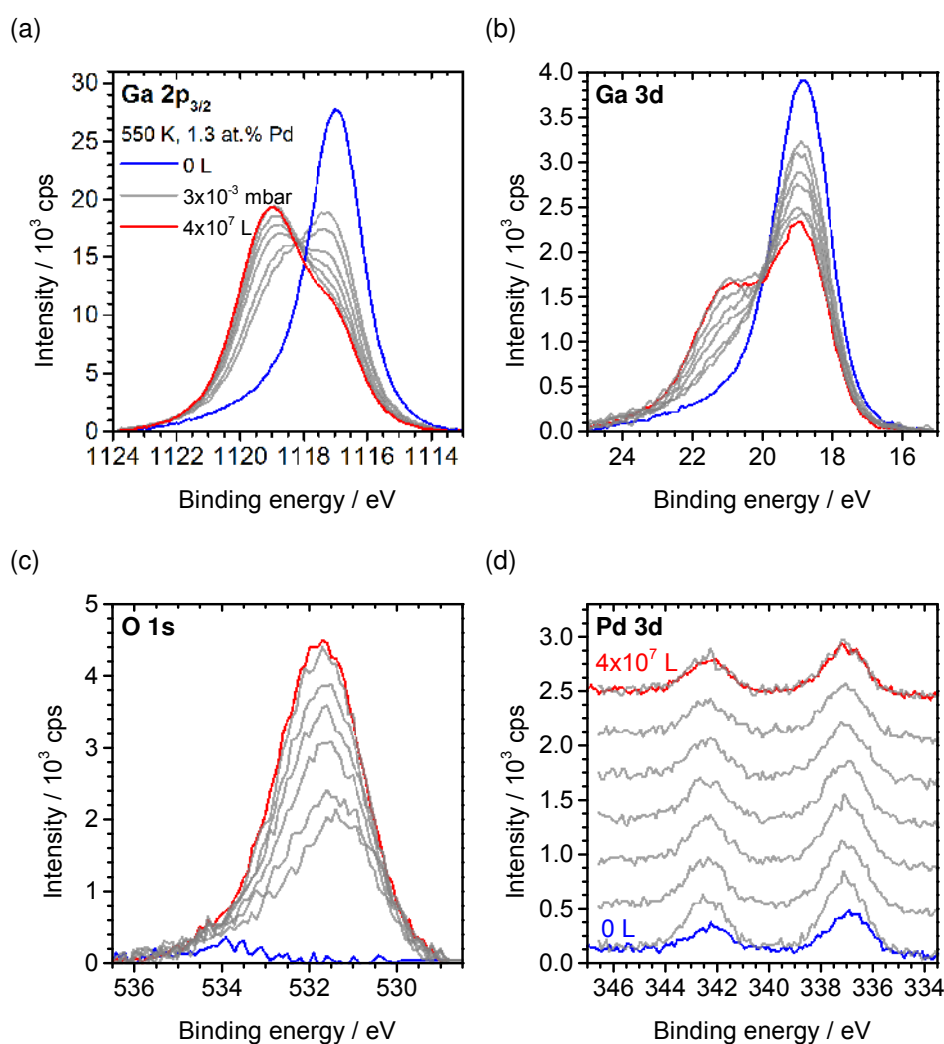 (a)
(b)
Ga 2p3/2
550 K, 1.3 at.% Pd
0 L
3x10⁻³ mbar
4x10⁷ L
30
25
20
15
10
5
0
1124 1122 1120 1118 1116 1114
Intensity / 10³ cps
Binding energy / eV
Ga 3d
4.0
3.5
3.0
2.5
2.0
1.5
1.0
0.5
0.0
24 22 20 18 16
Intensity / 10³ cps
Binding energy / eV
(c)
(d)
O 1s
5
4
3
2
1
0
536 534 532 530
Intensity / 10³ cps
Binding energy / eV
Pd 3d
4x10⁷ L
0 L
3.0
2.5
2.0
1.5
1.0
0.5
0.0
346 344 342 340 338 336 334
Intensity / 10³ cps
Binding energy / eV